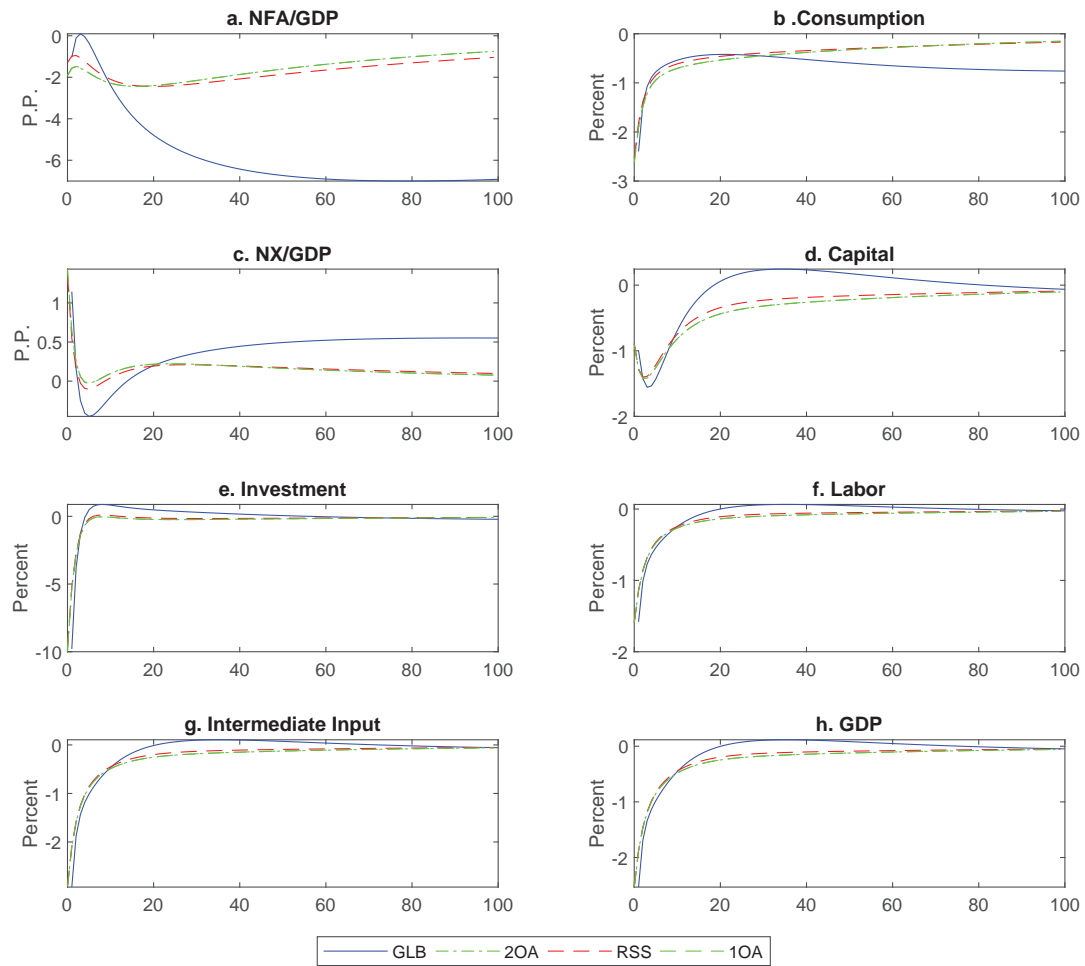 a. NFA/GDP
b .Consumption
0
-2
-4
-6
P.P.
0 20 40 60 80 100
0
-1
-2
-3
Percent
0 20 40 60 80 100
c. NX/GDP
d. Capital
1
0.5
0
P.P.
0 20 40 60 80 100
0
-1
-2
Percent
0 20 40 60 80 100
e. Investment
f. Labor
0
-5
-10
Percent
0 20 40 60 80 100
0
-1
-2
Percent
0 20 40 60 80 100
g. Intermediate Input
h. GDP
0
-1
-2
Percent
0 20 40 60 80 100
0
-1
-2
Percent
0 20 40 60 80 100
GLB 2OA RSS 1OA